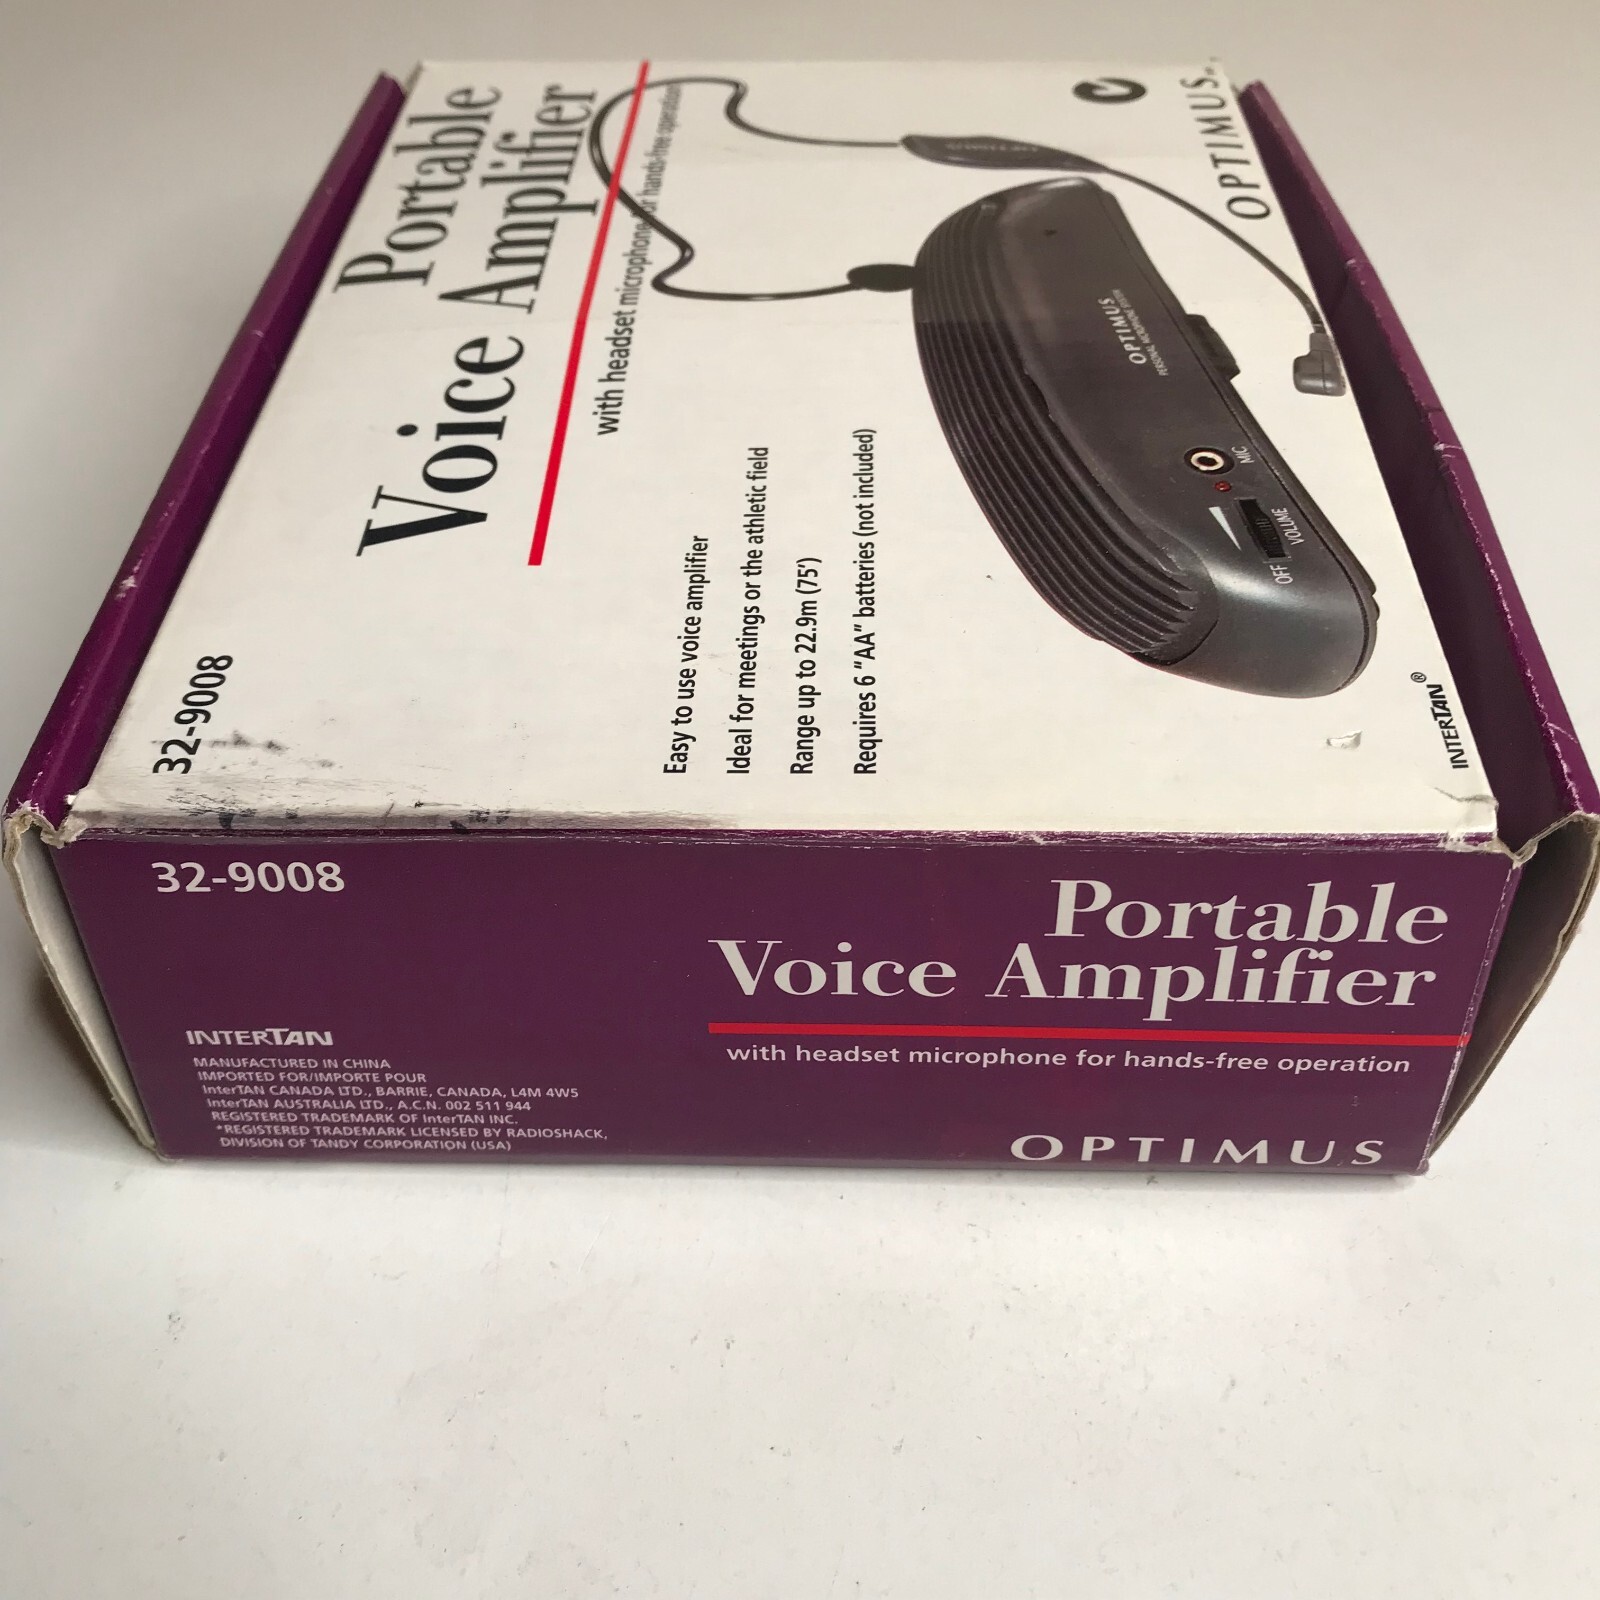 Portable
Voice Amplifier
with headset microphone for hands-free operation
32-9008
Easy to use voice amplifier
Ideal for meetings or the athletic field
Range up to 22.9m (75')
Requires 6 "AA" batteries (not included)
OPTIMUS
OPTIMUS
PERSONAL MICROPHONE SYSTEM
MIC
OFF VOLUME
INTERTAN®
32-9008
Portable
Voice Amplifier
with headset microphone for hands-free operation
OPTIMUS
INTERTAN
MANUFACTURED IN CHINA
IMPORTED FOR/IMPORTE POUR
InterTAN CANADA LTD., BARRIE, CANADA, L4M 4W5
InterTAN AUSTRALIA LTD., A.C.N. 002 511 944
REGISTERED TRADEMARK OF InterTAN INC.
*REGISTERED TRADEMARK LICENSED BY RADIOSHACK,
DIVISION OF TANDY CORPORATION (USA)